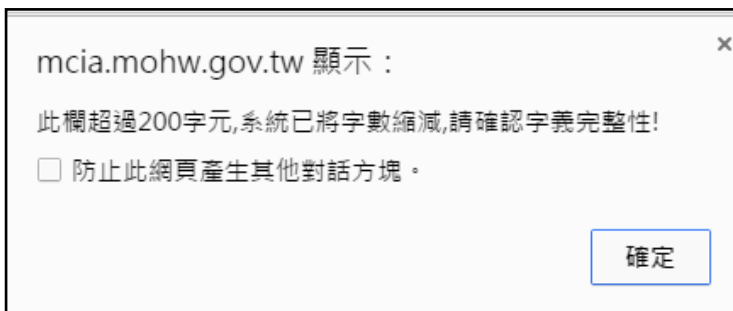 mcia.mohw.gov.tw 顯示：
此欄超過200字元,系統已將字數縮減,請確認字義完整性!
防止此網頁產生其他對話方塊。
確定